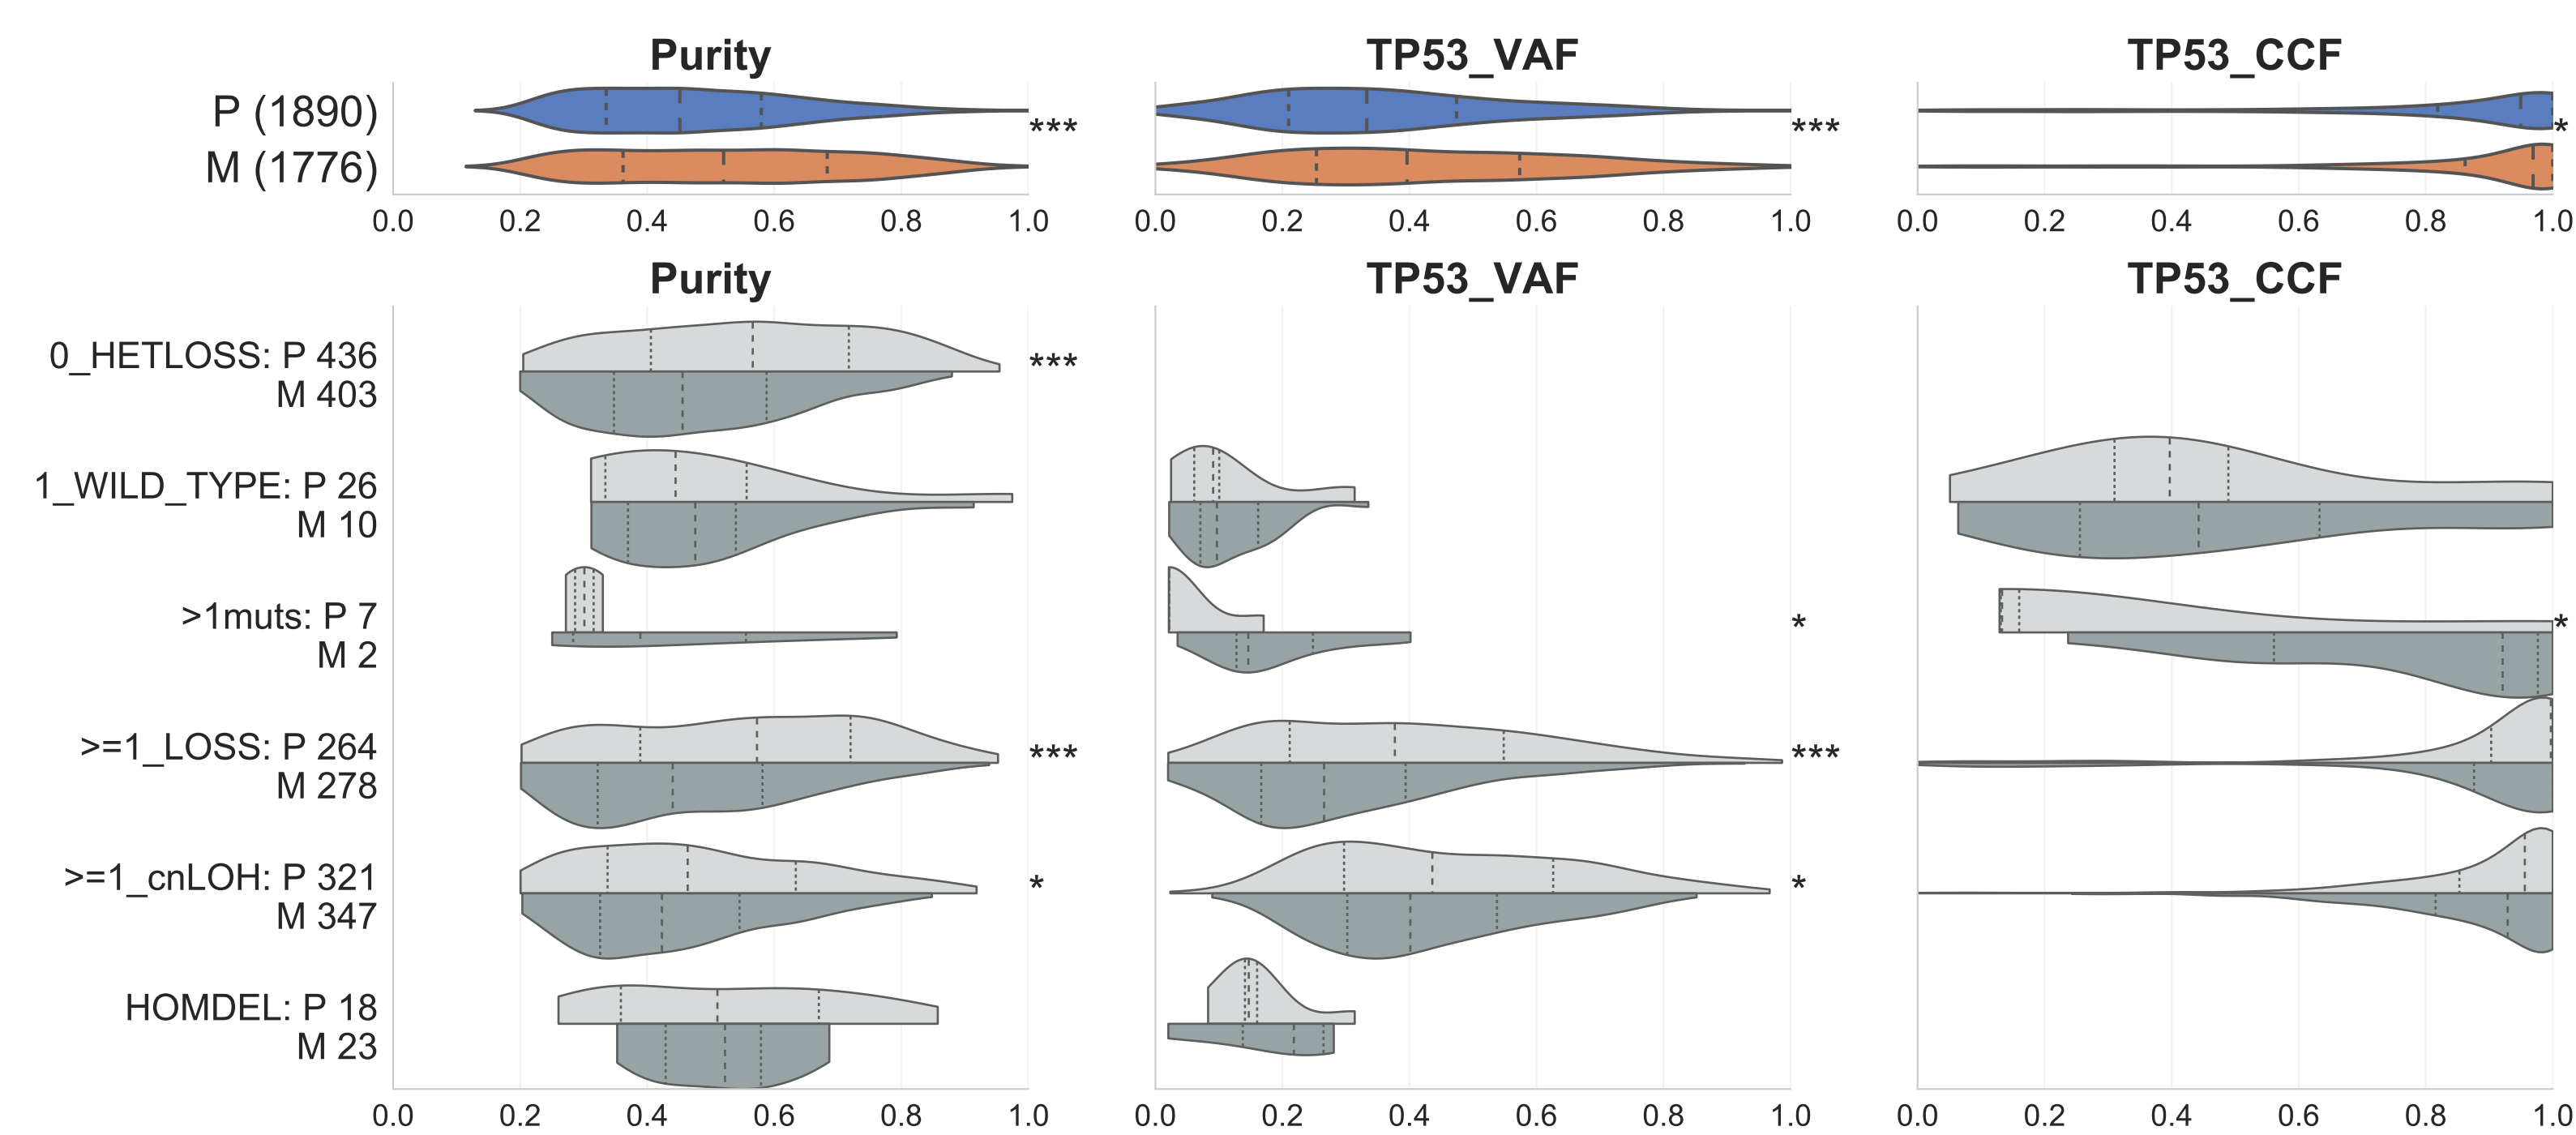 Purity TP53_VAF TP53_CCF
P (1890)
***
***
*
M (1776)
0.0 0.2 0.4 0.6 0.8 1.0 0.0 0.2 0.4 0.6 0.8 1.0 0.0 0.2 0.4 0.6 0.8 1.0
Purity TP53_VAF TP53_CCF
0_HETLOSS: P 436
***
M 403
1_WILD_TYPE: P 26
M 10
>1muts: P 7
*
*
M 2
>=1_LOSS: P 264
***
***
M 278
>=1_cnLOH: P 321
*
*
M 347
HOMDEL: P 18
M 23
0.0 0.2 0.4 0.6 0.8 1.0 0.0 0.2 0.4 0.6 0.8 1.0 0.0 0.2 0.4 0.6 0.8 1.0